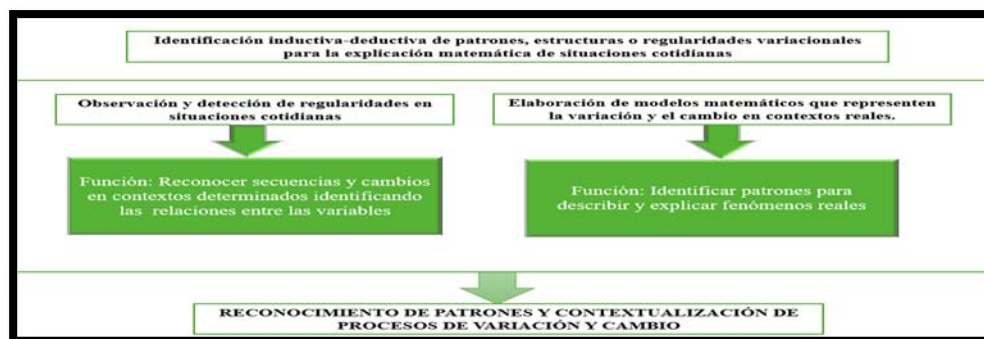 Identificación inductiva-deductiva de patrones, estructuras o regularidades variacionales
para la explicación matemática de situaciones cotidianas
Observación y detección de regularidades en
situaciones cotidianas
Elaboración de modelos matemáticos que representen
la variación y el cambio en contextos reales.
Función: Reconocer secuencias y cambios
en contextos determinados identificando
las relaciones entre las variables
Función: Identificar patrones para
describir y explicar fenómenos reales
RECONOCIMIENTO DE PATRONES Y CONTEXTUALIZACIÓN DE
PROCESOS DE VARIACIÓN Y CAMBIO